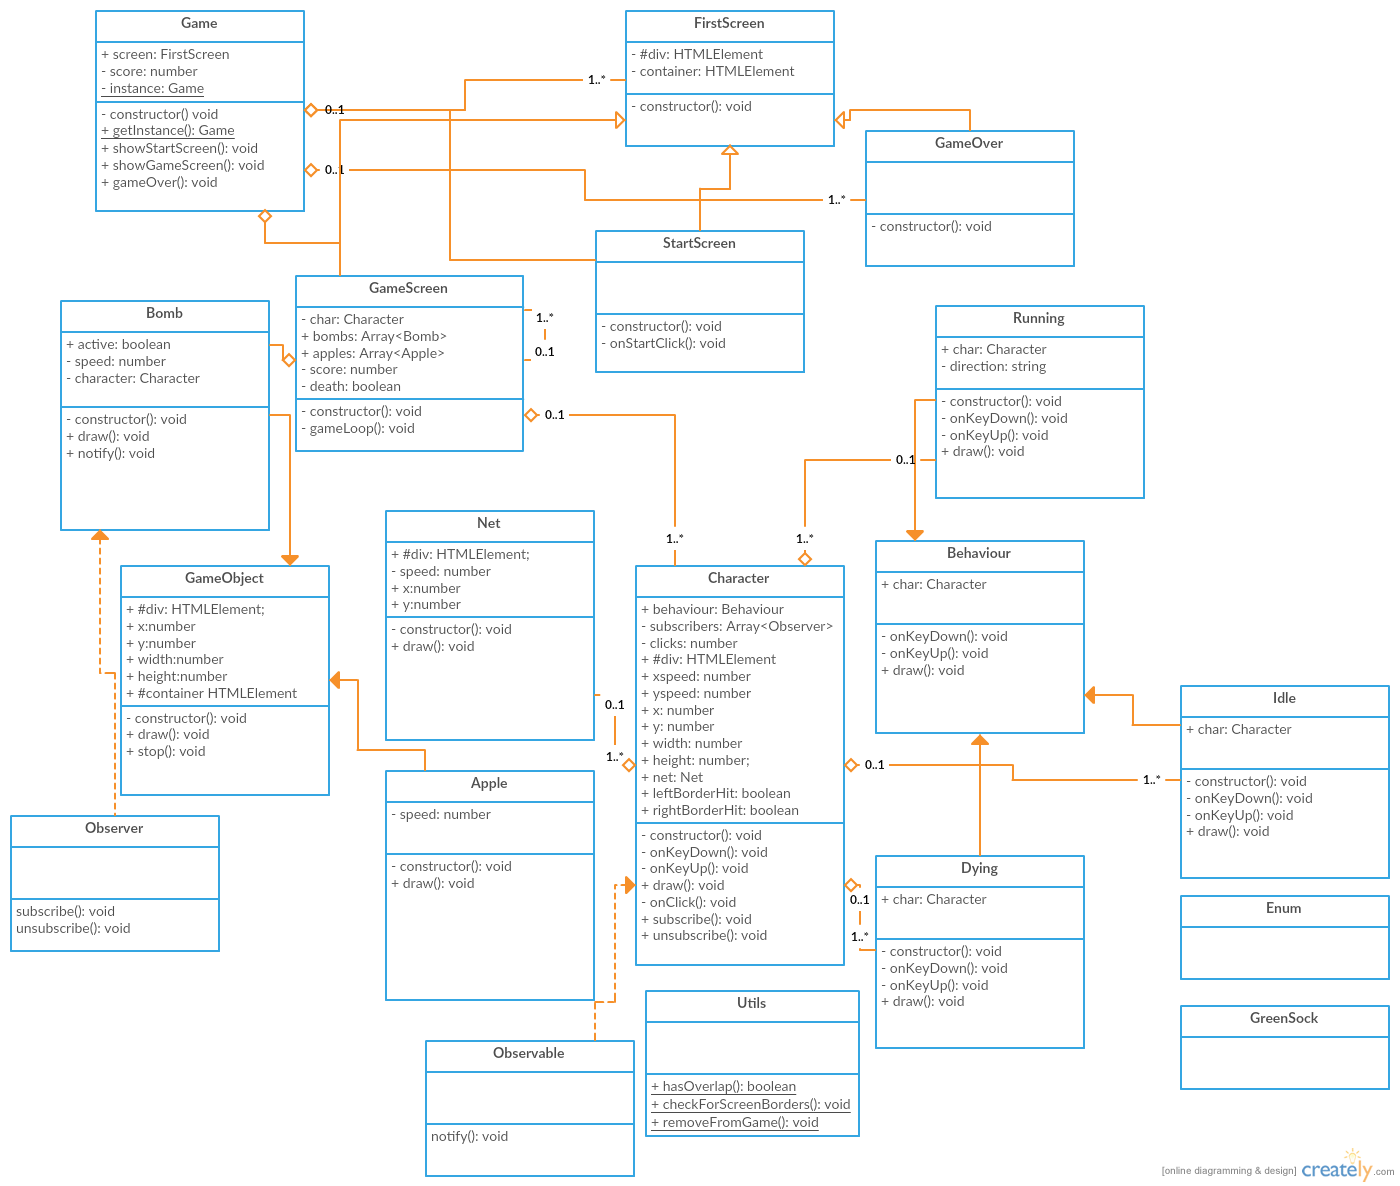 Game
+ screen: FirstScreen
- score: number
- instance: Game
- constructor() void
+ getInstance(): Game
+ showStartScreen(): void
+ showGameScreen(): void
+ gameOver(): void
0..1
0..1
1..*
FirstScreen
- #div: HTMLElement
- container: HTMLElement
- constructor(): void
1..*
GameOver
- constructor(): void
StartScreen
- constructor(): void
- onStartClick(): void
GameScreen
- char: Character
+ bombs: Array<Bomb>
+ apples: Array<Apple>
- score: number
- death: boolean
- constructor(): void
- gameLoop(): void
1..*
0..1
0..1
1..*
Bomb
+ active: boolean
- speed: number
- character: Character
- constructor(): void
+ draw(): void
+ notify(): void
Running
+ char: Character
- direction: string
- constructor(): void
- onKeyDown(): void
- onKeyUp(): void
+ draw(): void
0..1
1..*
Net
+ #div: HTMLElement;
- speed: number
+ x:number
+ y:number
- constructor(): void
+ draw(): void
0..1
1..*
GameObject
+ #div: HTMLElement;
+ x:number
+ y:number
+ width:number
+ height:number
+ #container HTMLElement
- constructor(): void
+ draw(): void
+ stop(): void
Character
+ behaviour: Behaviour
- subscribers: Array<Observer>
- clicks: number
+ #div: HTMLElement
+ xspeed: number
+ yspeed: number
+ x: number
+ y: number
+ width: number
+ height: number;
+ net: Net
+ leftBorderHit: boolean
+ rightBorderHit: boolean
- constructor(): void
- onKeyDown(): void
- onKeyUp(): void
+ draw(): void
- onClick(): void
+ subscribe(): void
+ unsubscribe(): void
Behaviour
+ char: Character
- onKeyDown(): void
- onKeyUp(): void
+ draw(): void
Idle
+ char: Character
- constructor(): void
- onKeyDown(): void
- onKeyUp(): void
+ draw(): void
0..1
1..*
Apple
- speed: number
- constructor(): void
+ draw(): void
Observer
subscribe(): void
unsubscribe(): void
Dying
+ char: Character
- constructor(): void
- onKeyDown(): void
- onKeyUp(): void
+ draw(): void
0..1
1..*
Enum
GreenSock
Utils
+ hasOverlap(): boolean
+ checkForScreenBorders(): void
+ removeFromGame(): void
Observable
notify(): void
[online diagramming & design] creately.com